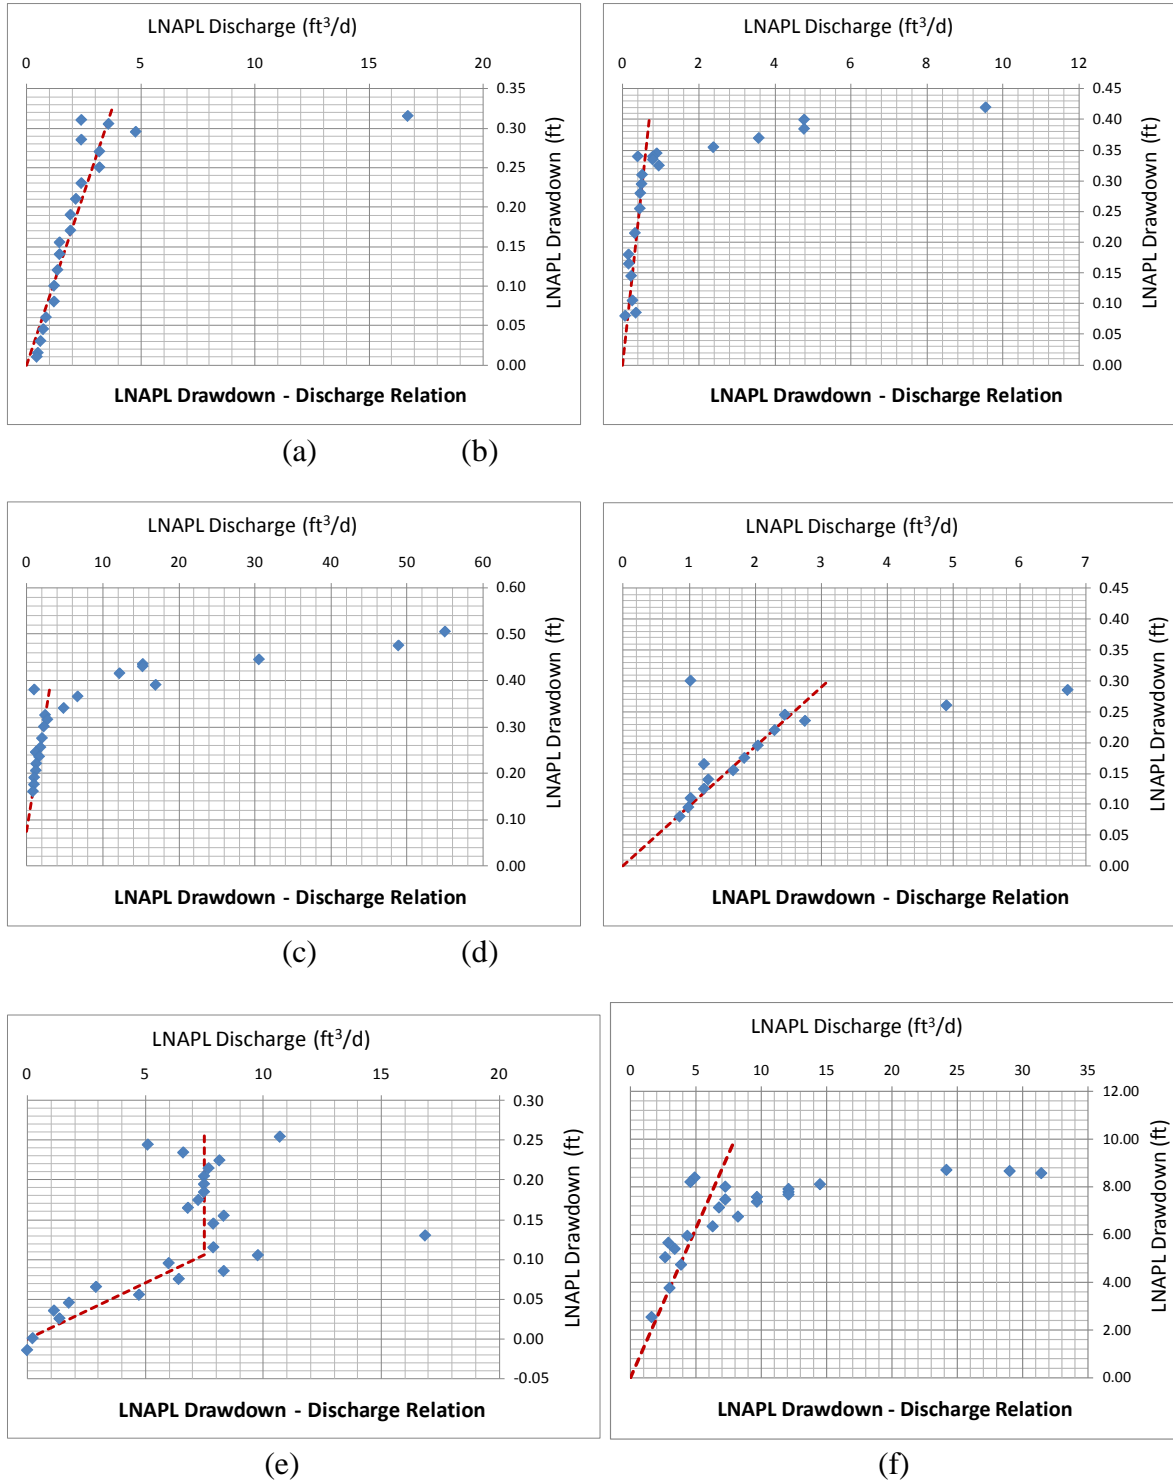 LNAPL Discharge (ft³/d)
0 5 10 15 20
0.35
0.30
0.25
0.20
0.15
0.10
0.05
0.00
LNAPL Drawdown (ft)
LNAPL Drawdown - Discharge Relation
LNAPL Discharge (ft³/d)
0 2 4 6 8 10 12
0.45
0.40
0.35
0.30
0.25
0.20
0.15
0.10
0.05
0.00
LNAPL Drawdown (ft)
LNAPL Drawdown - Discharge Relation
(a) (b)
LNAPL Discharge (ft³/d)
0 10 20 30 40 50 60
0.60
0.50
0.40
0.30
0.20
0.10
0.00
LNAPL Drawdown (ft)
LNAPL Drawdown - Discharge Relation
LNAPL Discharge (ft³/d)
0 1 2 3 4 5 6 7
0.45
0.40
0.35
0.30
0.25
0.20
0.15
0.10
0.05
0.00
LNAPL Drawdown (ft)
LNAPL Drawdown - Discharge Relation
(c) (d)
LNAPL Discharge (ft³/d)
0 5 10 15 20
0.30
0.25
0.20
0.15
0.10
0.05
0.00
-0.05
LNAPL Drawdown (ft)
LNAPL Drawdown - Discharge Relation
LNAPL Discharge (ft³/d)
0 5 10 15 20 25 30 35
12.00
10.00
8.00
6.00
4.00
2.00
0.00
LNAPL Drawdown (ft)
LNAPL Drawdown - Discharge Relation
(e) (f)